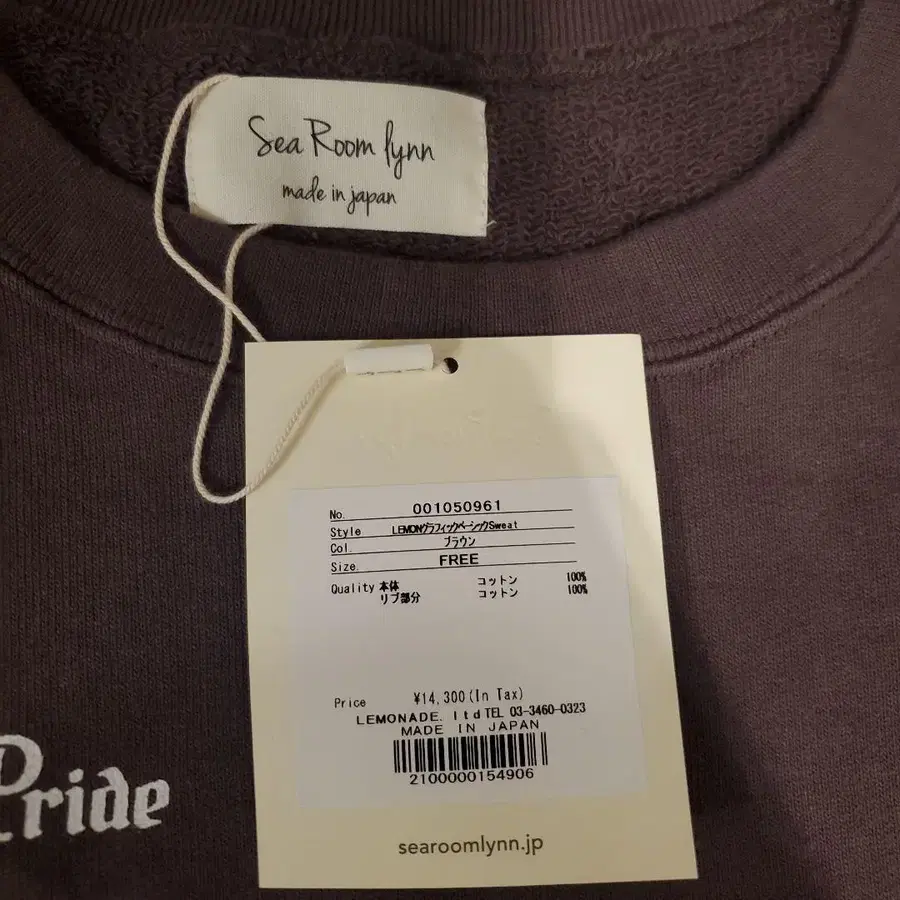 Sea Room lynn
made in japan
No. 001050961
Style LEMONグラフィックベーシックSweat
Col. ブラウン
Size. FREE
Quality 本体 コットン 100%
リブ部分 コットン 100%
Price ¥14,300(In Tax)
LEMONADE. ltd TEL 03-3460-0323
MADE IN JAPAN
2100000154906
searoomlynn.jp
Pride